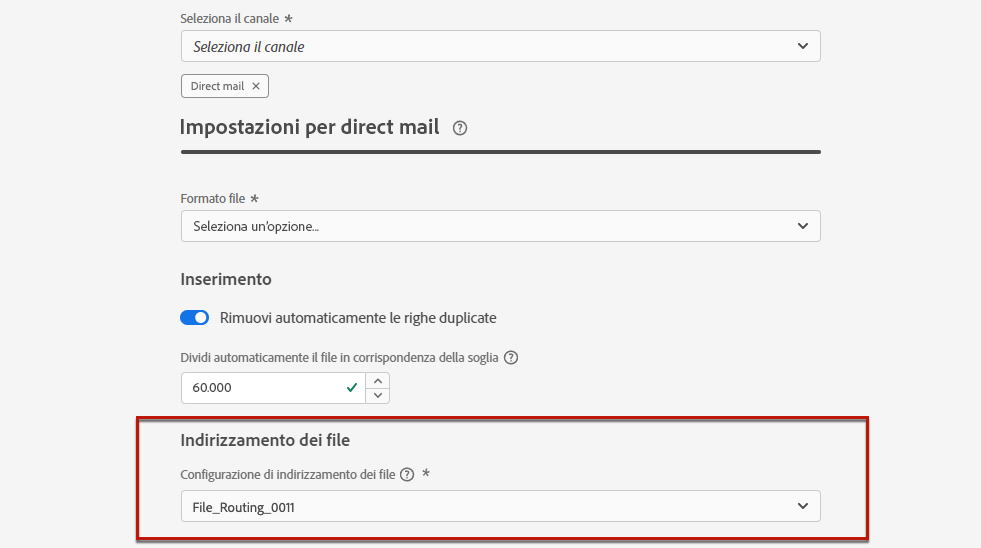 Seleziona il canale *
Seleziona il canale
Direct mail ×
Impostazioni per direct mail ?
Formato file *
Seleziona un'opzione...
Inserimento
Rimuovi automaticamente le righe duplicate
Dividi automaticamente il file in corrispondenza della soglia ?
60.000
Indirizzamento dei file
Configurazione di indirizzamento dei file ? *
File_Routing_0011